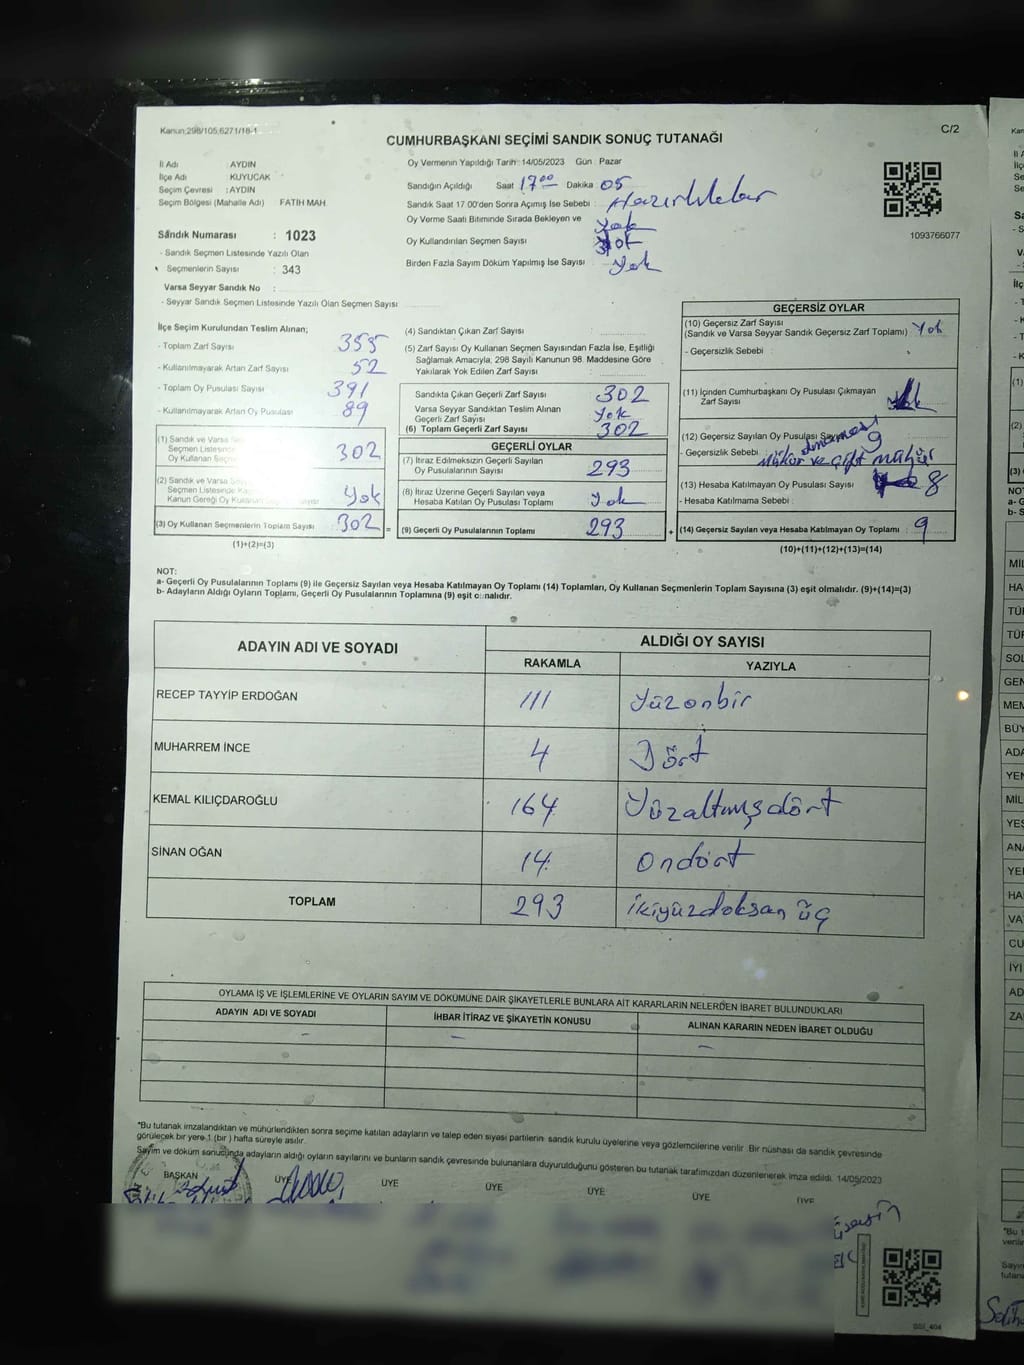 Kanun;298/105,6271/18-1
C/2
CUMHURBAŞKANI SEÇİMİ SANDIK SONUÇ TUTANAĞI
İl Adı : AYDIN
İlçe Adı : KUYUCAK
Seçim Çevresi : AYDIN
Seçim Bölgesi (Mahalle Adı) FATİH MAH.
Sandık Numarası : 1023
- Sandık Seçmen Listesinde Yazılı Olan
Seçmenlerin Sayısı : 343
Varsa Seyyar Sandık No :
- Seyyar Sandık Seçmen Listesinde Yazılı Olan Seçmen Sayısı
Oy Vermenin Yapıldığı Tarih: 14/05/2023 Gün : Pazar
Sandığın Açıldığı Saat 17 00 Dakika 05
Sandık Saat 17.00'den Sonra Açımış İse Sebebi : Hazırlıklar
Oy Verme Saati Bitiminde Sırada Bekleyen ve Yok
Oy Kullandırılan Seçmen Sayısı Yok
Birden Fazla Sayım Döküm Yapılmış İse Sayısı Yok
1093766077
İlçe Seçim Kurulundan Teslim Alınan;
- Toplam Zarf Sayısı 355
- Kullanılmayarak Artan Zarf Sayısı 52
- Toplam Oy Pusulası Sayısı 391
- Kullanılmayarak Artan Oy Pusulası 89
(1) Sandık ve Varsa
Seçmen Listesinde
Oy Kullanan Seçmen 302
(2) Sandık ve Varsa
Seçmen Listesinde
Kanun Gereği Oy Kullanan Sayısı Yok
(3) Oy Kullanan Seçmenlerin Toplam Sayısı 302 =
(1)+(2)=(3)
(4) Sandıktan Çıkan Zarf Sayısı :
(5) Zarf Sayısı Oy Kullanan Seçmen Sayısından Fazla İse, Eşitliği
Sağlamak Amacıyla, 298 Sayılı Kanunun 98. Maddesine Göre
Yakılarak Yok Edilen Zarf Sayısı :
Sandıkta Çıkan Geçerli Zarf Sayısı 302
Varsa Seyyar Sandıktan Teslim Alınan
Geçerli Zarf Sayısı Yok
(6) Toplam Geçerli Zarf Sayısı 302
GEÇERLİ OYLAR
(7) İtiraz Edilmeksizin Geçerli Sayılan
Oy Pusulalarının Sayısı 293
(8) İtiraz Üzerine Geçerli Sayılan veya
Hesaba Katılan Oy Pusulası Toplamı Yok
(9) Geçerli Oy Pusulalarının Toplamı 293 +
GEÇERSİZ OYLAR
(10) Geçersiz Zarf Sayısı
(Sandık ve Varsa Seyyar Sandık Geçersiz Zarf Toplamı) Yok
- Geçersizlik Sebebi :
(11) İçinden Cumhurbaşkanı Oy Pusulası Çıkmayan
Zarf Sayısı
(12) Geçersiz Sayılan Oy Pusulası Sayısı 9
- Geçersizlik Sebebi : ve çift mühür
(13) Hesaba Katılmayan Oy Pusulası Sayısı 8
- Hesaba Katılmama Sebebi :
(14) Geçersiz Sayılan veya Hesaba Katılmayan Oy Toplamı : 9
(10)+(11)+(12)+(13)=(14)
NOT:
a- Geçerli Oy Pusulalarının Toplamı (9) ile Geçersiz Sayılan veya Hesaba Katılmayan Oy Toplamı (14) Toplamları, Oy Kullanan Seçmenlerin Toplam Sayısına (3) eşit olmalıdır. (9)+(14)=(3)
b- Adayların Aldığı Oyların Toplamı, Geçerli Oy Pusulalarının Toplamına (9) eşit olmalıdır.
ADAYIN ADI VE SOYADI ALDIĞI OY SAYISI
RAKAMLA YAZIYLA
RECEP TAYYİP ERDOĞAN 111 Yüzonbir
MUHARREM İNCE 4 Dört
KEMAL KILIÇDAROĞLU 164 Yüzaltmışdört
SİNAN OĞAN 14 Ondört
TOPLAM 293 ikiyüzdoksan üç
OYLAMA İŞ VE İŞLEMLERİNE VE OYLARIN SAYIM VE DÖKÜMÜNE DAİR ŞİKAYETLERLE BUNLARA AİT KARARLARIN NELERDEN İBARET BULUNDUKLARI
ADAYIN ADI VE SOYADI İHBAR İTİRAZ VE ŞİKAYETİN KONUSU ALINAN KARARIN NEDEN İBARET OLDUĞU
- - -
*Bu tutanak imzalandıktan ve mühürlendikten sonra seçime katılan adayların ve talep eden siyasi partilerin sandık kurulu üyelerine veya gözlemcilerine verilir. Bir nüshası da sandık çevresinde
görülecek bir yere 1 (bir) hafta süreyle asılır.
Sayım ve döküm sonucunda adayların aldığı oyların sayılarını ve bunların sandık çevresinde bulunanlara duyurulduğunu gösteren bu tutanak tarafımızdan düzenlenerek imza edildi. 14/05/2023
BAŞKAN ÜYE ÜYE ÜYE ÜYE ÜYE ÜYE
SSİ_404